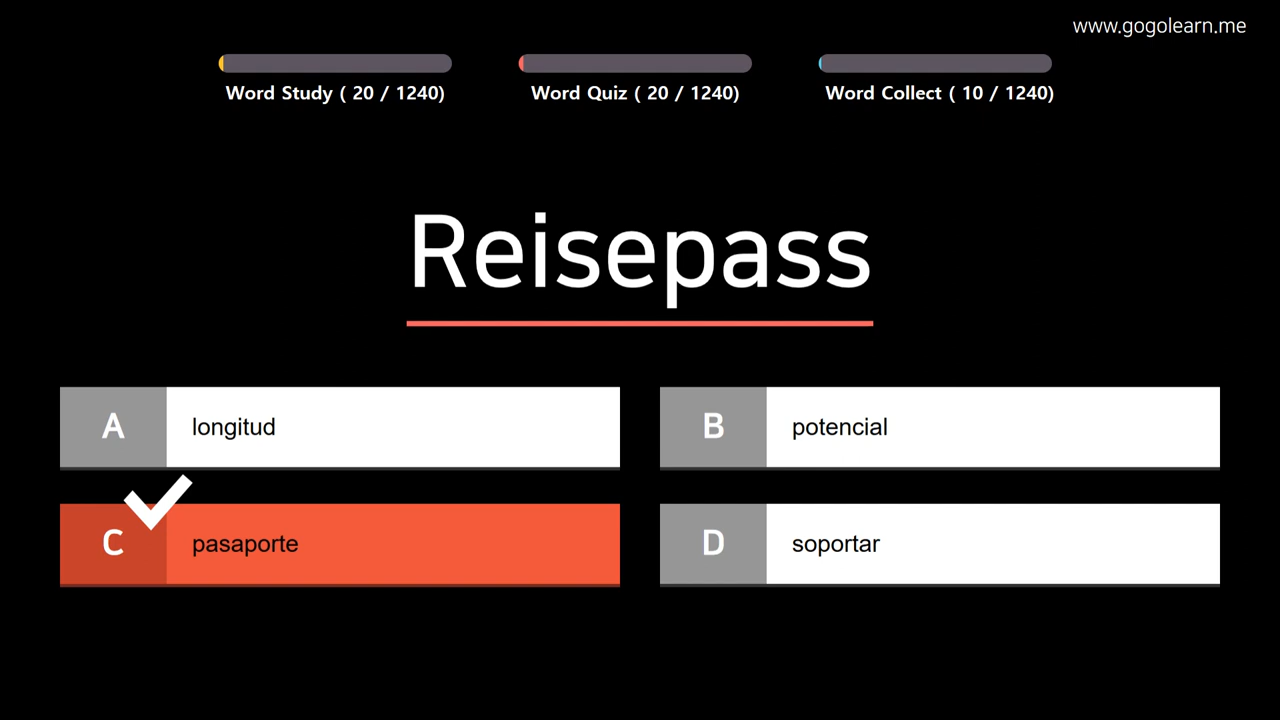 www.gogolearn.me
Word Study ( 20 / 1240)
Word Quiz ( 20 / 1240)
Word Collect ( 10 / 1240)
Reisepass
A longitud
B potencial
C pasaporte
D soportar